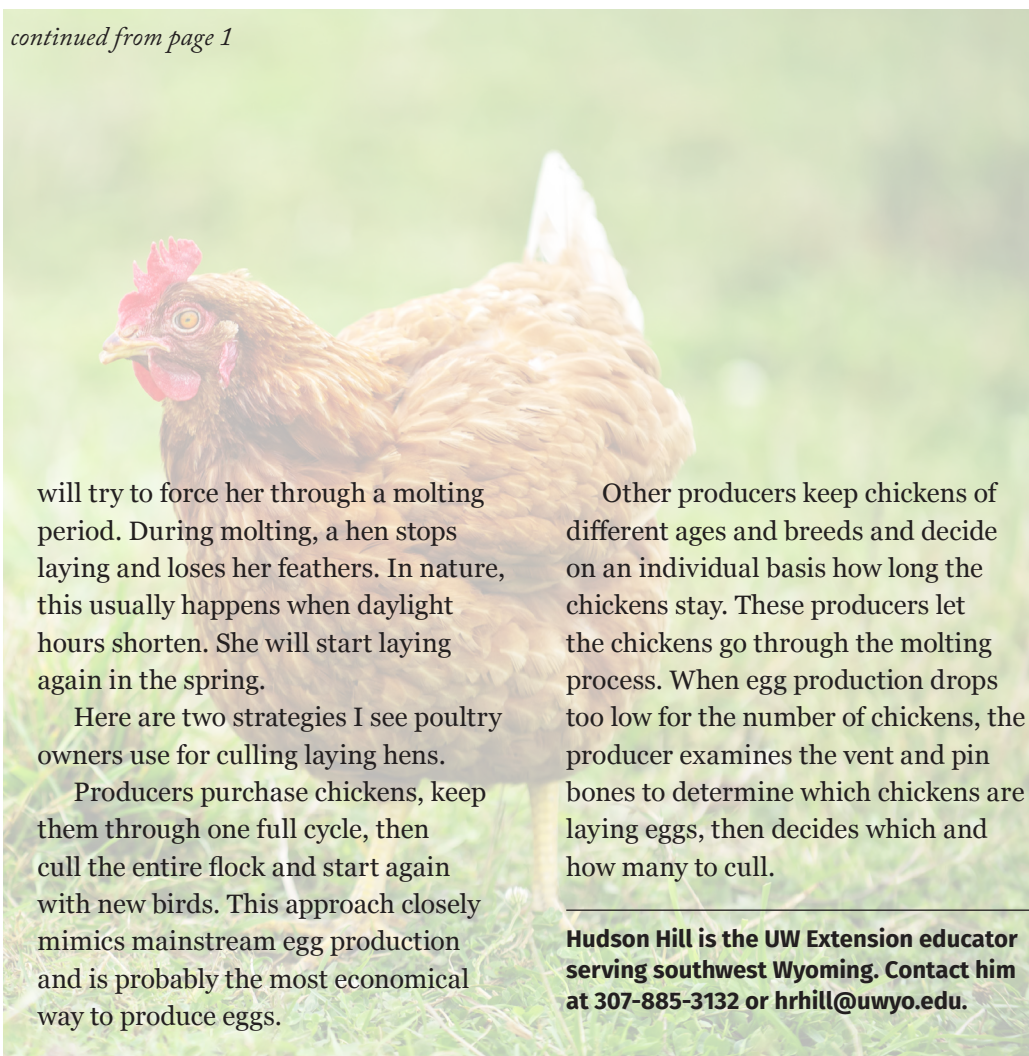 continued from page 1
will try to force her through a molting
period. During molting, a hen stops
laying and loses her feathers. In nature,
this usually happens when daylight
hours shorten. She will start laying
again in the spring.
Here are two strategies I see poultry
owners use for culling laying hens.
Producers purchase chickens, keep
them through one full cycle, then
cull the entire flock and start again
with new birds. This approach closely
mimics mainstream egg production
and is probably the most economical
way to produce eggs.
Other producers keep chickens of
different ages and breeds and decide
on an individual basis how long the
chickens stay. These producers let
the chickens go through the molting
process. When egg production drops
too low for the number of chickens, the
producer examines the vent and pin
bones to determine which chickens are
laying eggs, then decides which and
how many to cull.
Hudson Hill is the UW Extension educator
serving southwest Wyoming. Contact him
at 307-885-3132 or hrhill@uwyo.edu.